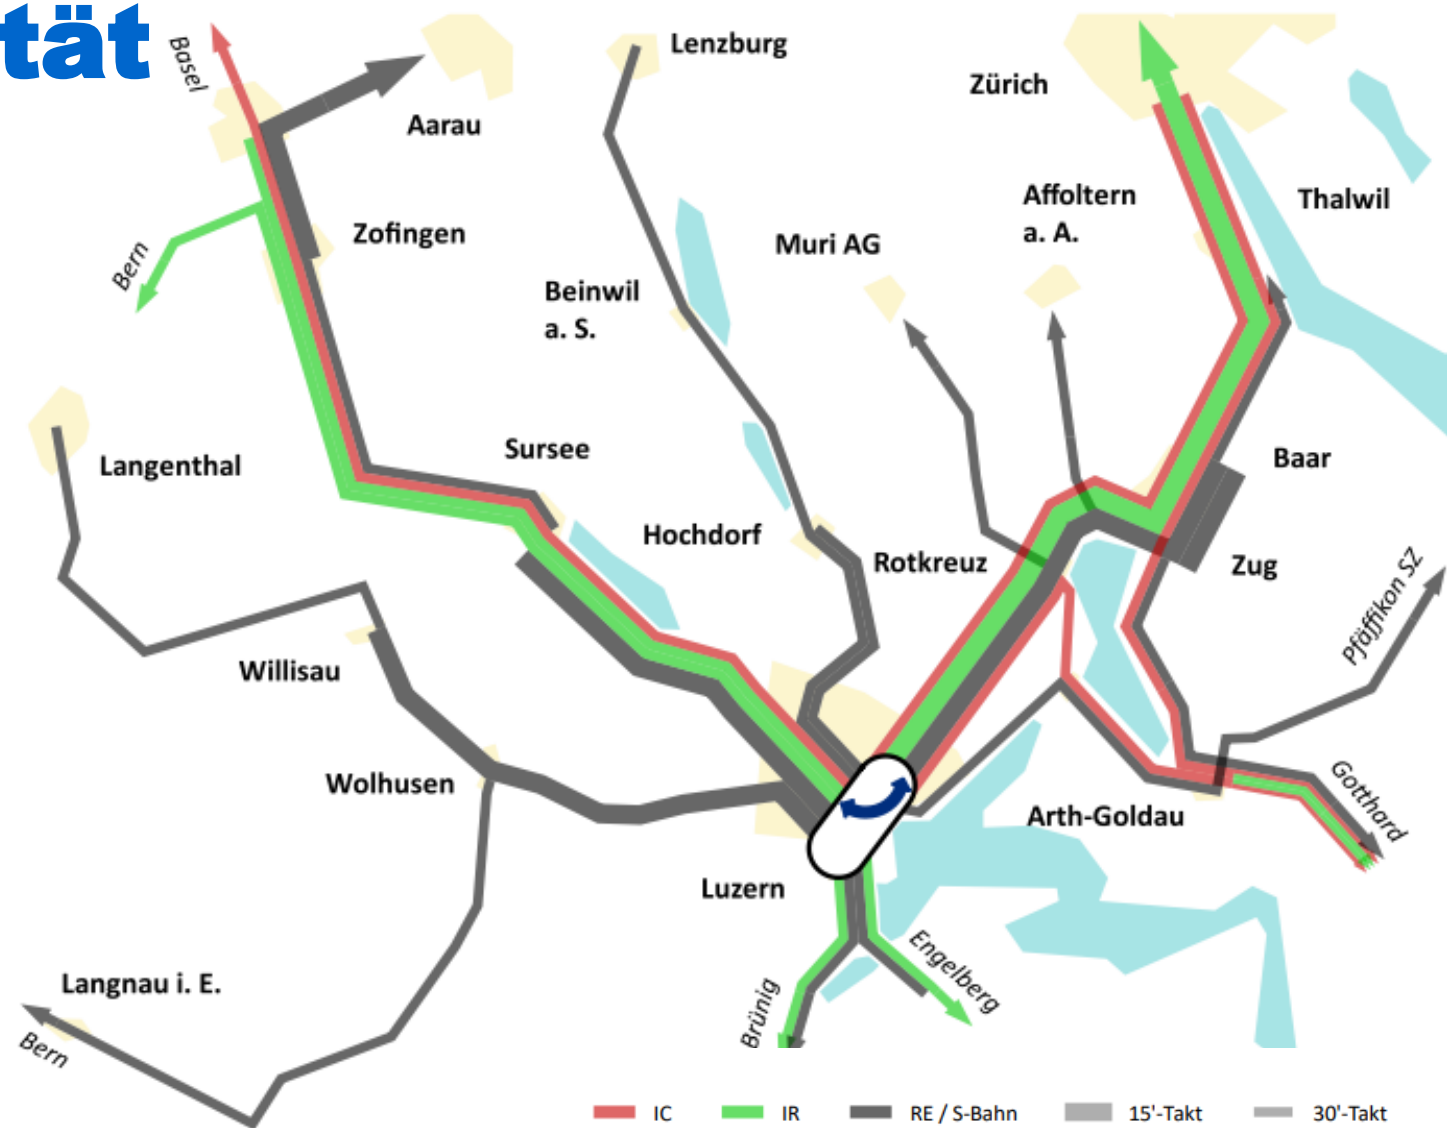 tät
Basel
Lenzburg
Zürich
Aarau
Affoltern
a. A.
Thalwil
Zofingen
Muri AG
Bern
Beinwil
a. S.
Sursee
Langenthal
Baar
Hochdorf
Rotkreuz
Zug
Pfäffikon SZ
Willisau
Wolhusen
Gotthard
Arth-Goldau
Luzern
Engelberg
Langnau i. E.
Brünig
Bern
IC
IR
RE / S-Bahn
15'-Takt
30'-Takt